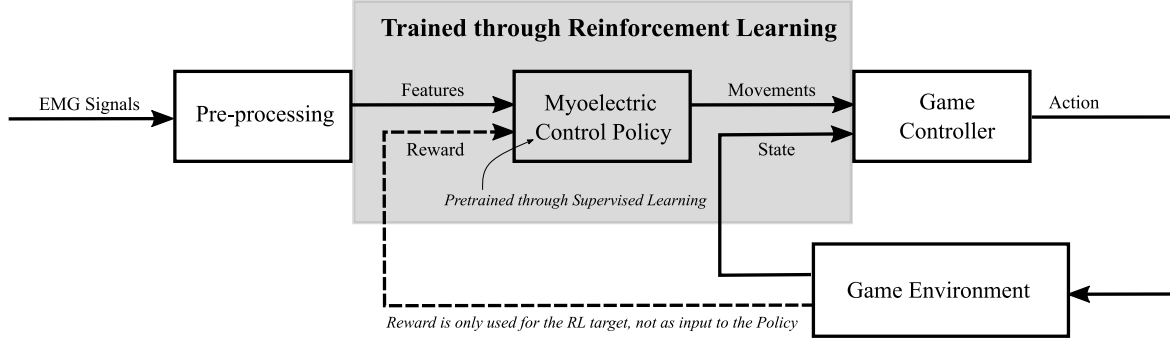 Trained through Reinforcement Learning
EMG Signals
Pre-processing
Features
Reward
Myoelectric
Control Policy
Pretrained through Supervised Learning
Movements
State
Game
Controller
Action
Game Environment
Reward is only used for the RL target, not as input to the Policy